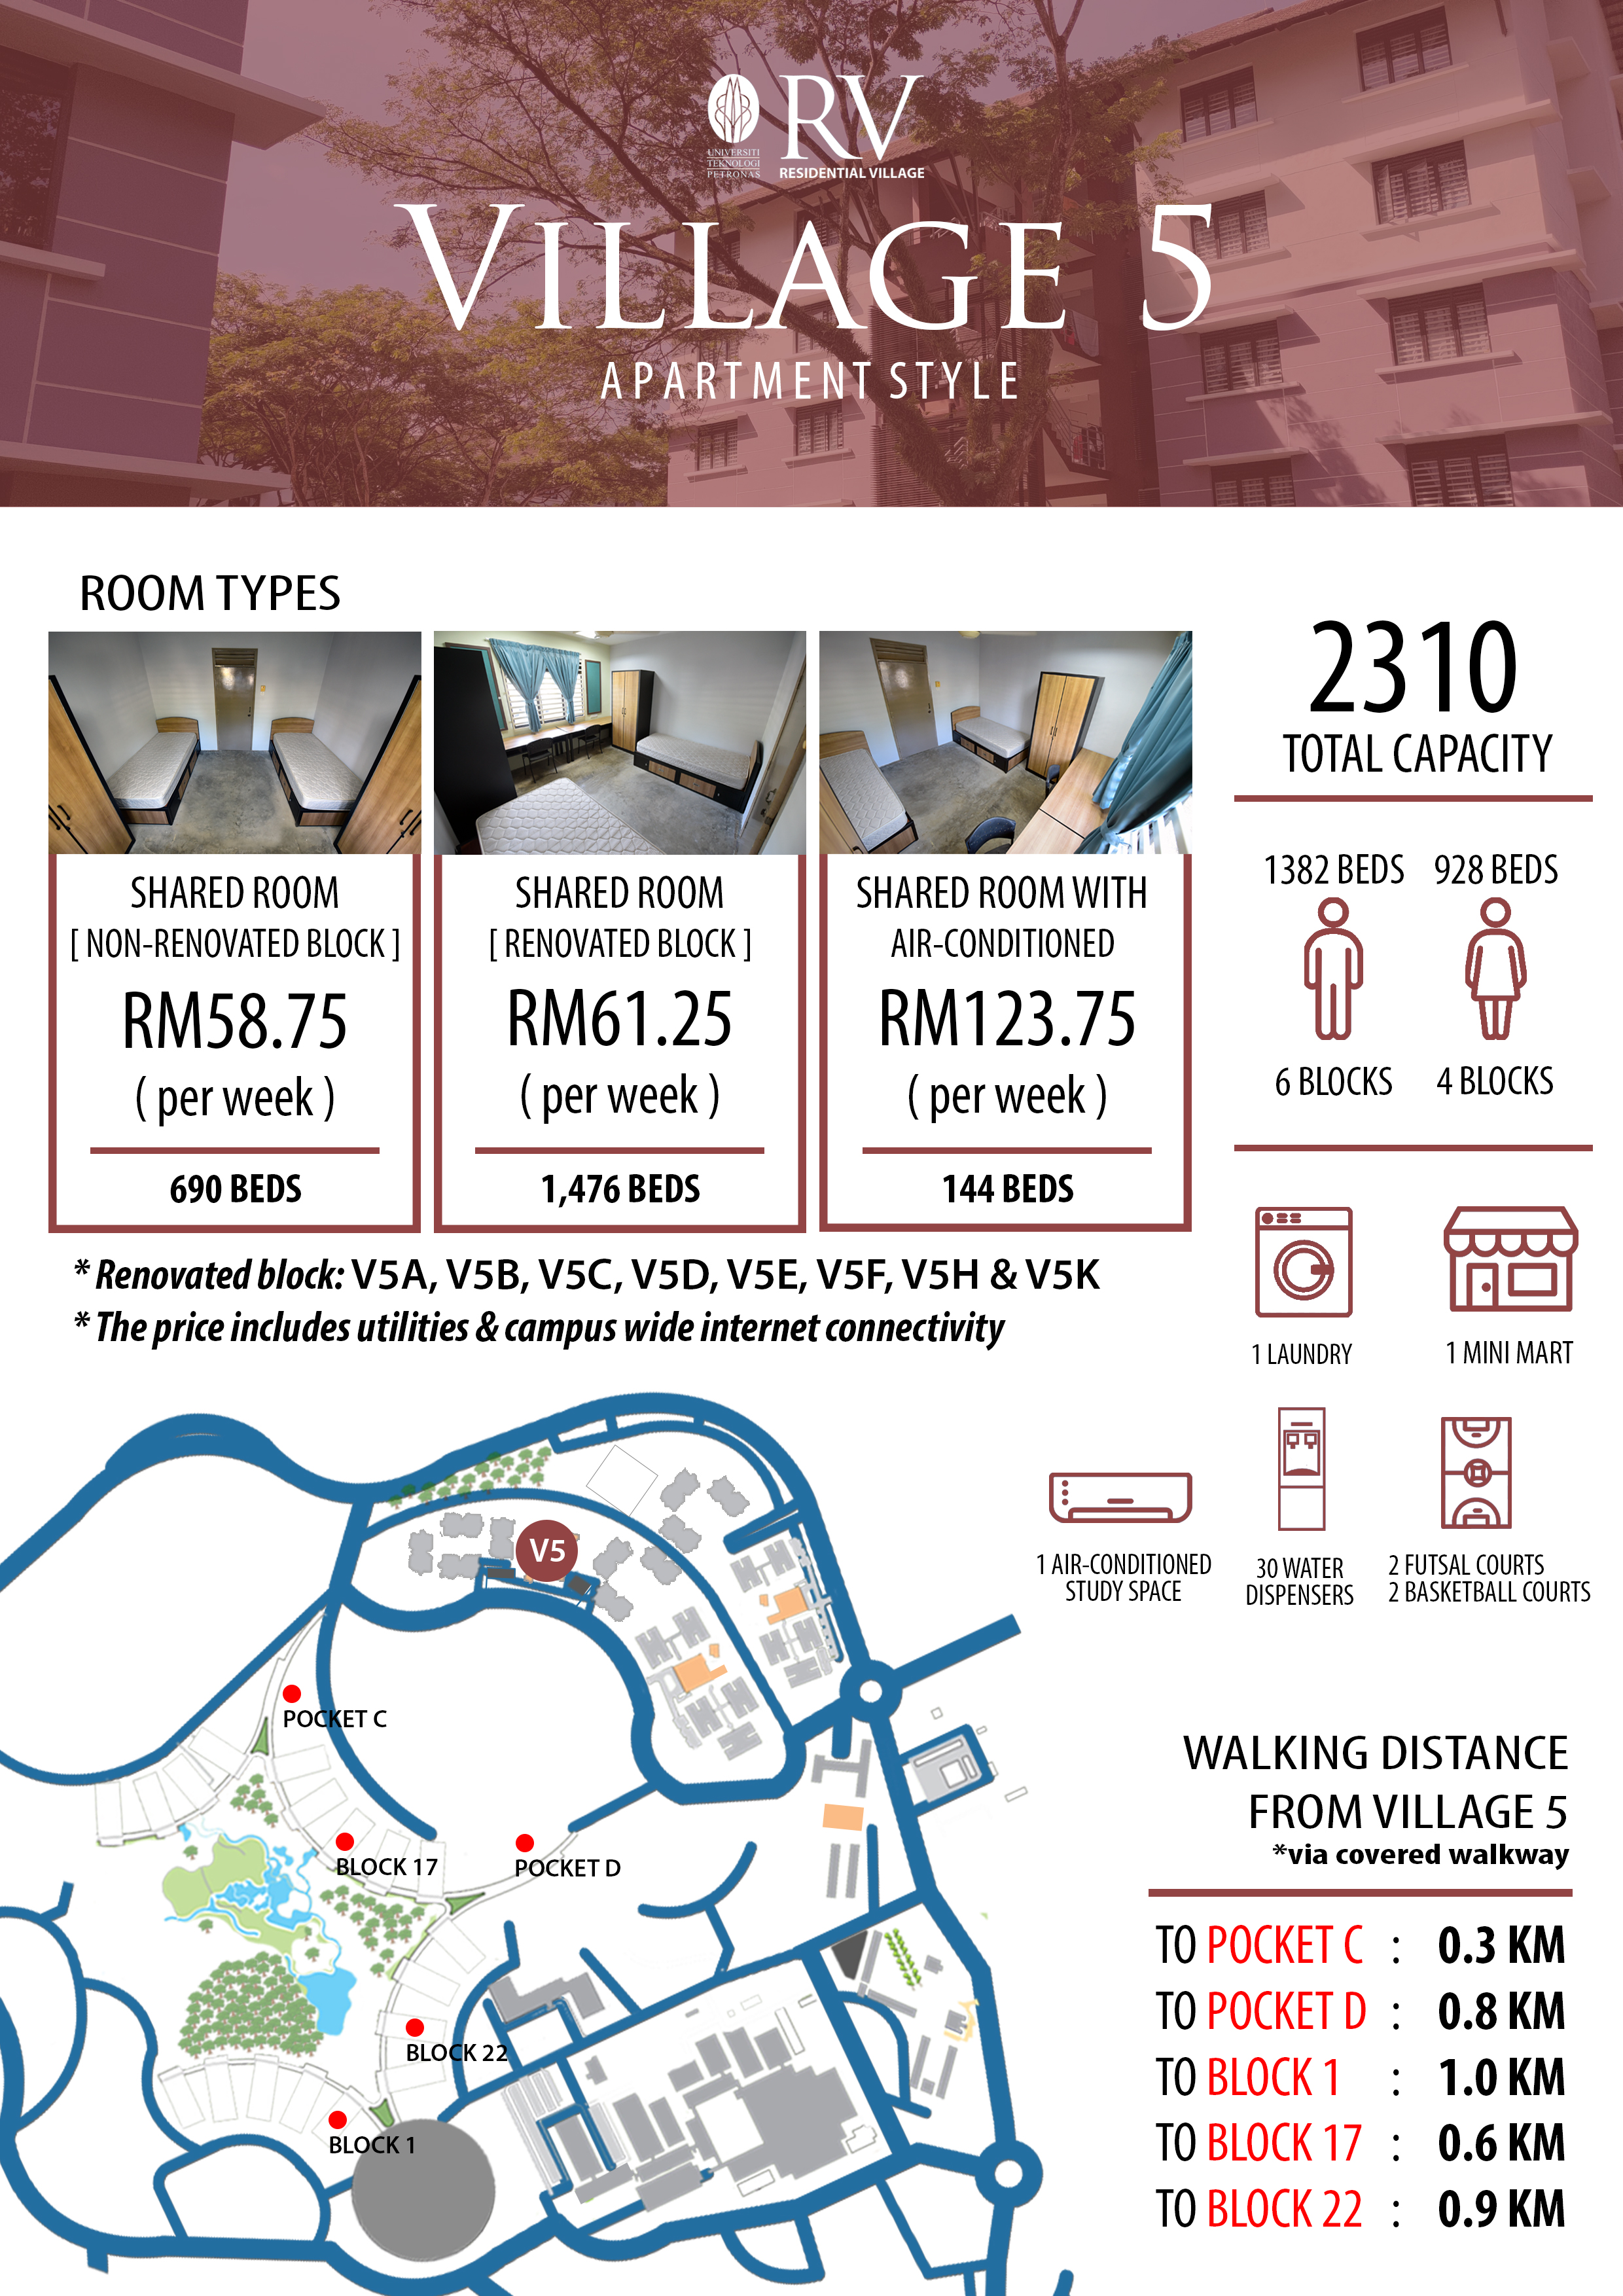 UNIVERSITI
TEKNOLOGI
PETRONAS
RV
RESIDENTIAL VILLAGE
VILLAGE 5
APARTMENT STYLE
ROOM TYPES
SHARED ROOM
[ NON-RENOVATED BLOCK ]
RM58.75
( per week )
690 BEDS
SHARED ROOM
[ RENOVATED BLOCK ]
RM61.25
( per week )
1,476 BEDS
SHARED ROOM WITH
AIR-CONDITIONED
RM123.75
( per week )
144 BEDS
* Renovated block: V5A, V5B, V5C, V5D, V5E, V5F, V5H & V5K
* The price includes utilities & campus wide internet connectivity
2310
TOTAL CAPACITY
1382 BEDS
928 BEDS
6 BLOCKS
4 BLOCKS
1 LAUNDRY
1 MINI MART
1 AIR-CONDITIONED
STUDY SPACE
30 WATER
DISPENSERS
2 FUTSAL COURTS
2 BASKETBALL COURTS
V5
POCKET C
BLOCK 17
POCKET D
BLOCK 22
BLOCK 1
WALKING DISTANCE
FROM VILLAGE 5
*via covered walkway
TO POCKET C : 0.3 KM
TO POCKET D : 0.8 KM
TO BLOCK 1 : 1.0 KM
TO BLOCK 17 : 0.6 KM
TO BLOCK 22 : 0.9 KM